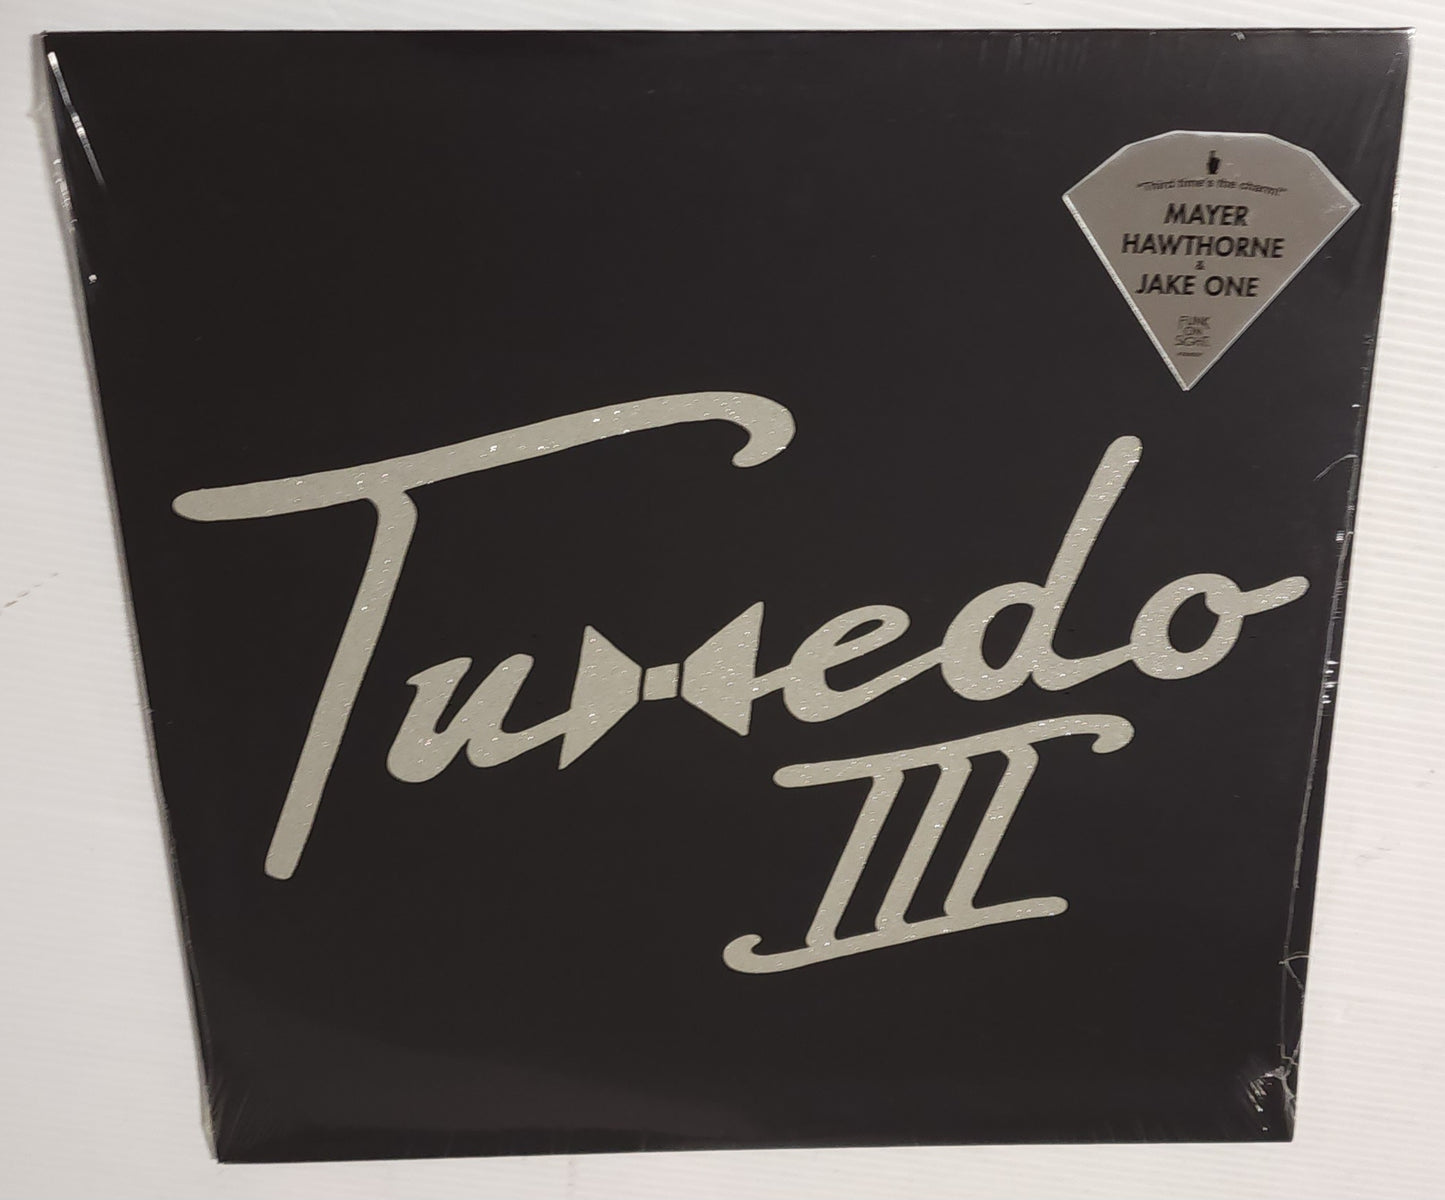 "Third time's the charm!"
MAYER
HAWTHORNE
&
JAKE ONE
FUNK
ON
SIGHT
Tuxedo
III